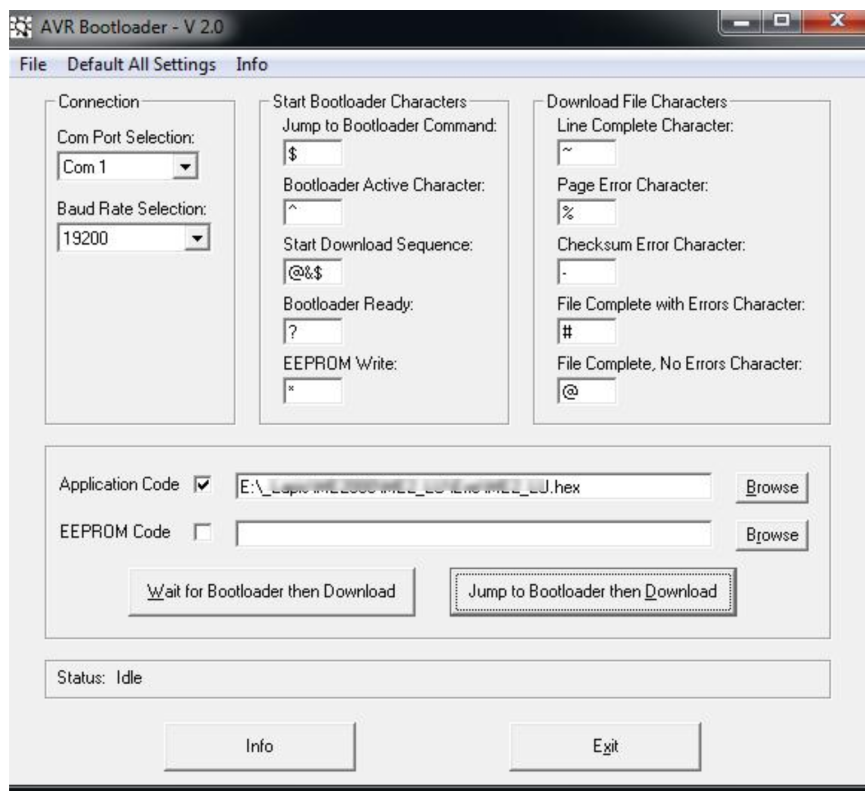 AVR Bootloader - V 2.0
File Default All Settings Info
Connection
Com Port Selection:
Com 1
Baud Rate Selection:
19200
Start Bootloader Characters
Jump to Bootloader Command:
$
Bootloader Active Character:
^
Start Download Sequence:
@&$
Bootloader Ready:
?
EEPROM Write:
*
Download File Characters
Line Complete Character:
~
Page Error Character:
%
Checksum Error Character:
-
File Complete with Errors Character:
#
File Complete, No Errors Character:
@
Application Code E:\_ .hex Browse
EEPROM Code Browse
Wait for Bootloader then Download Jump to Bootloader then Download
Status: Idle
Info Exit